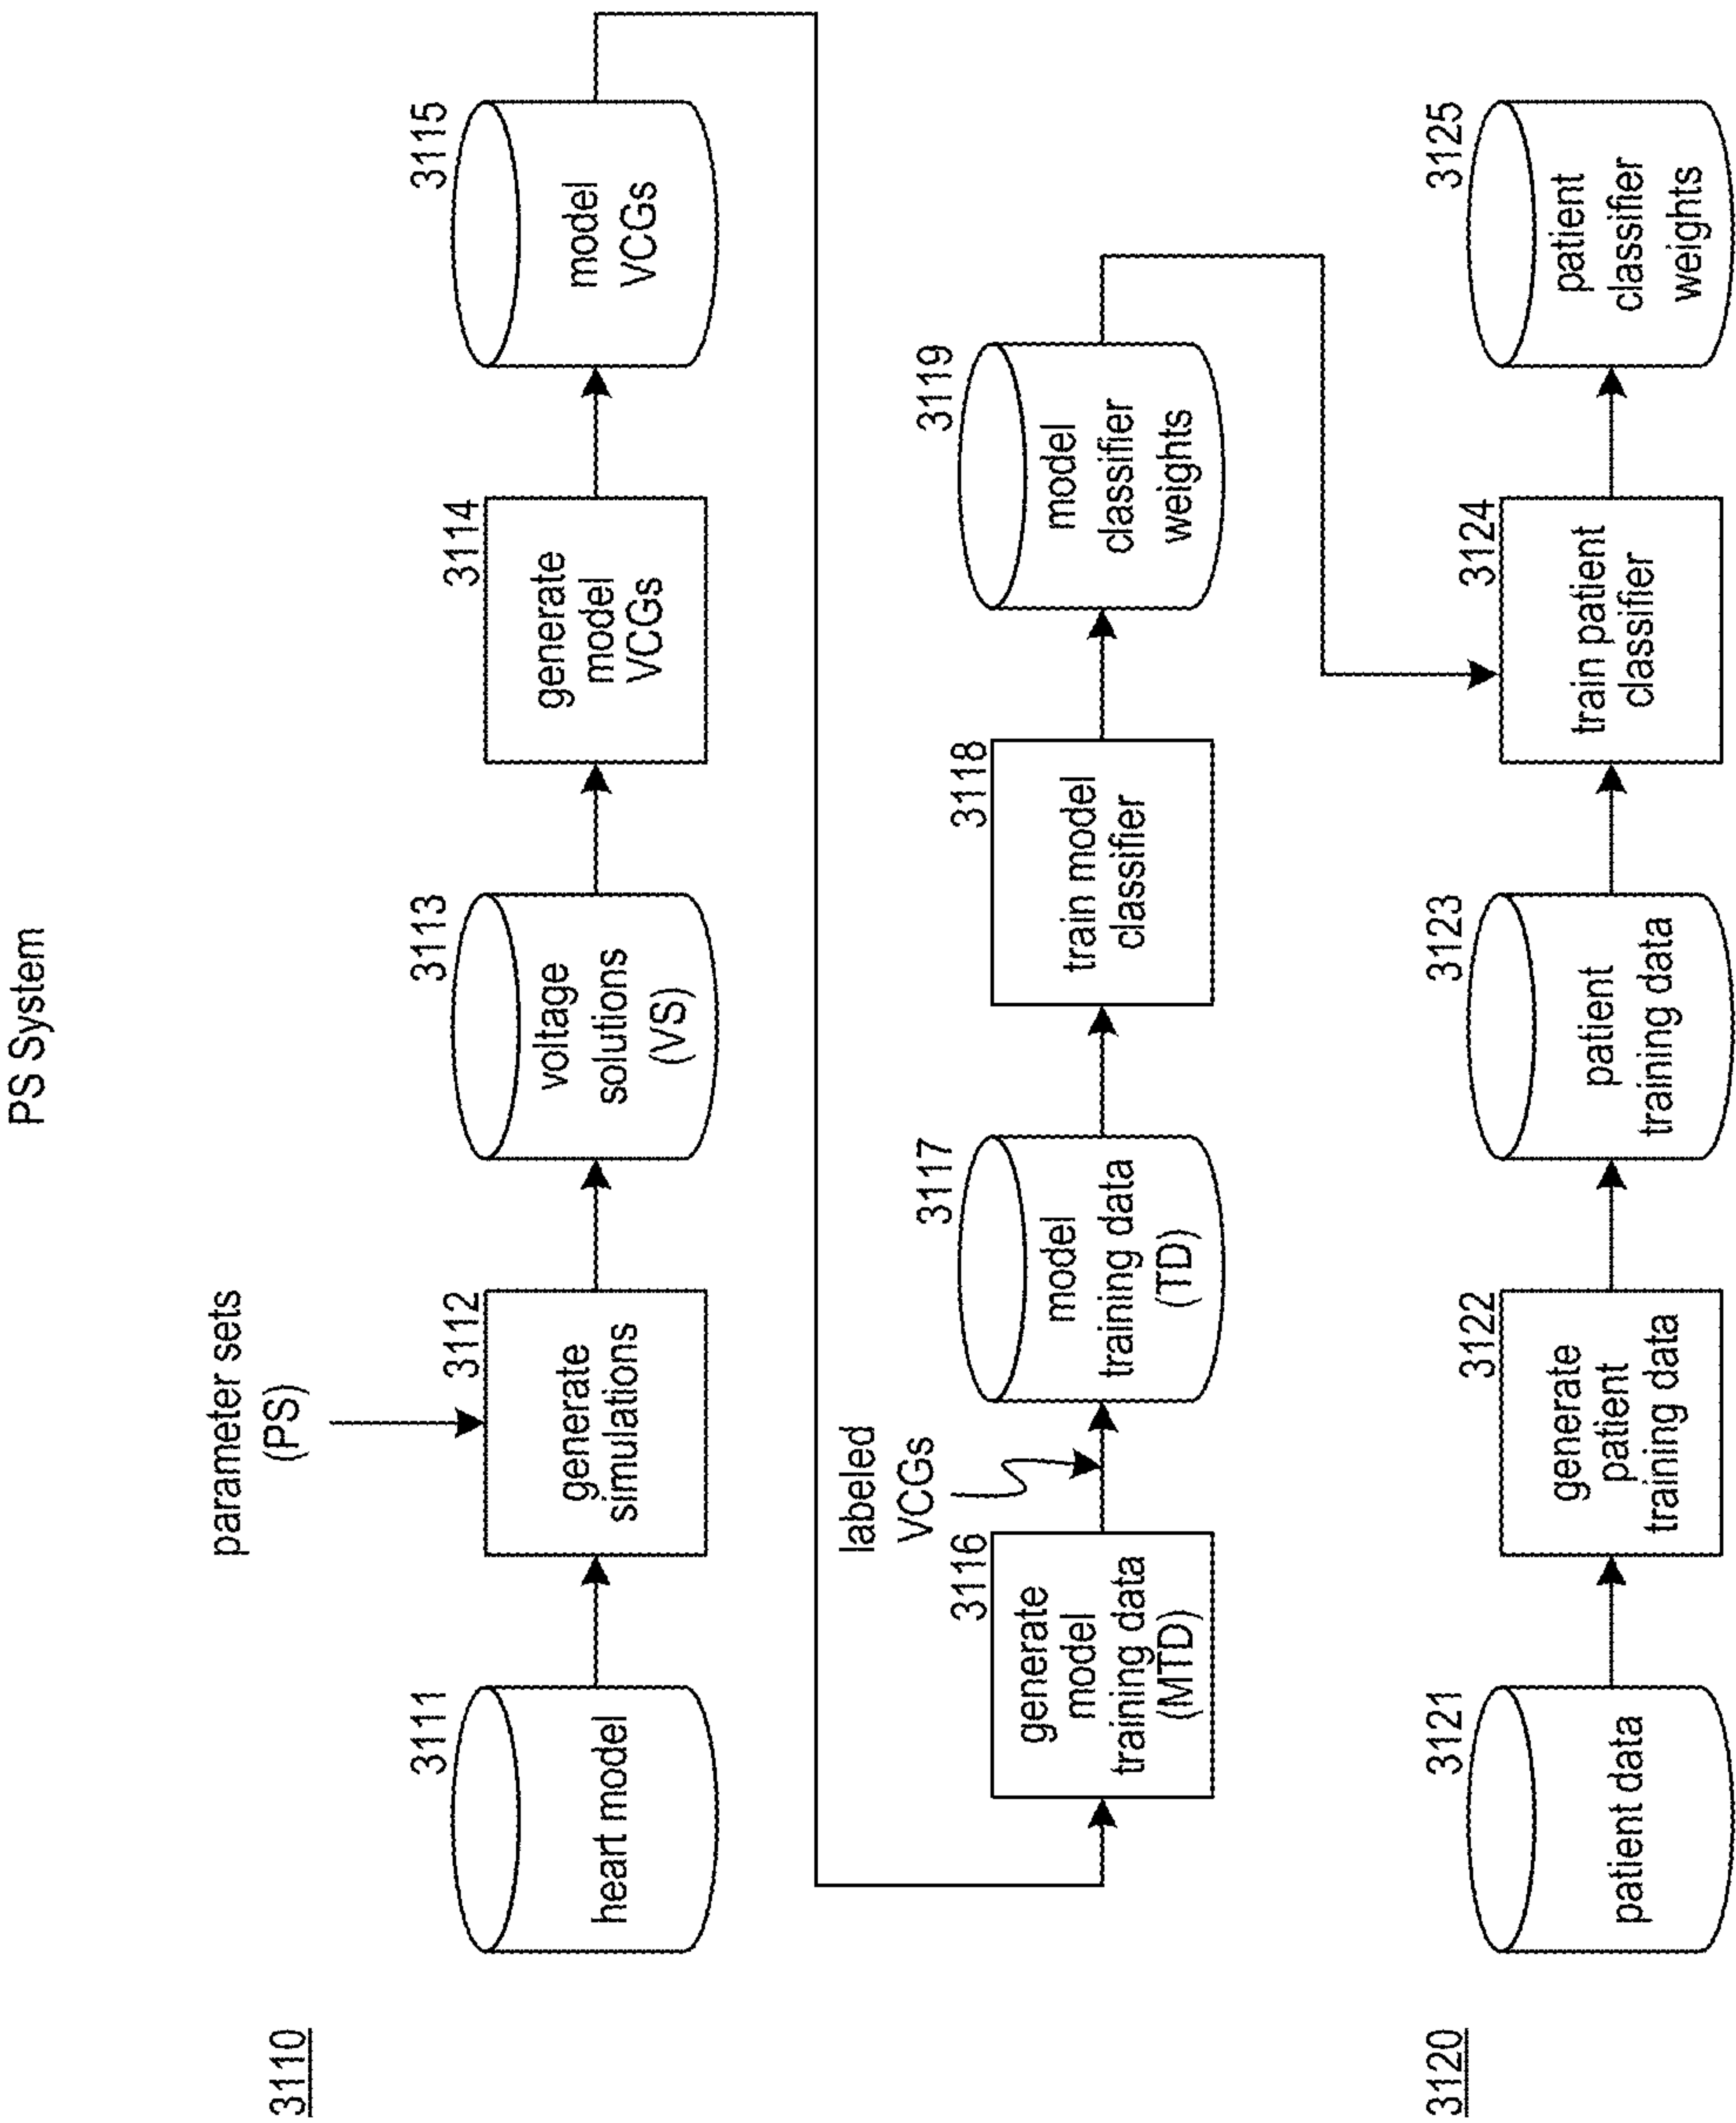 PS System
3110
parameter sets
(PS)
3111
heart model
3112
generate
simulations
3113
voltage
solutions
(VS)
3114
generate
model
VCGs
3115
model
VCGs
labeled
VCGs
3116
generate
model
training data
(MTD)
3117
model
training data
(TD)
3118
train model
classifier
3119
model
classifier
weights
3120
3121
patient data
3122
generate
patient
training data
3123
patient
training data
3124
train patient
classifier
3125
patient
classifier
weights